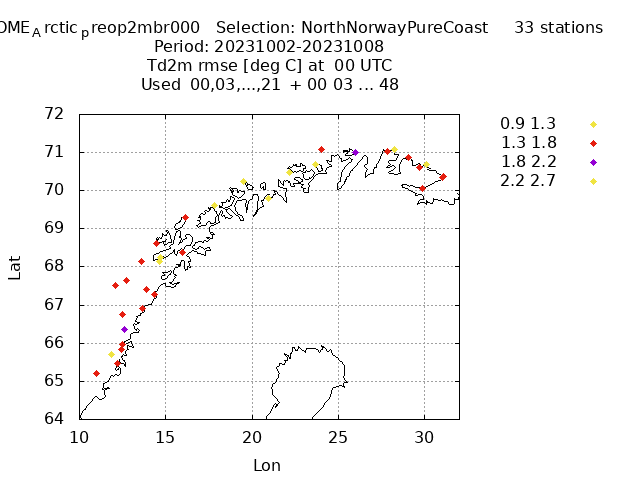 OME A rctic p reop2mbr000 Selection: NorthNorwayPureCoast 33 stations
Period: 20231002-20231008
Td2m rmse [deg C] at 00 UTC
Used 00,03,...,21 + 00 03 ... 48
72
71
70
69
68
67
66
65
64
10 15 20 25 30
Lat
Lon
0.9 1.3
1.3 1.8
1.8 2.2
2.2 2.7